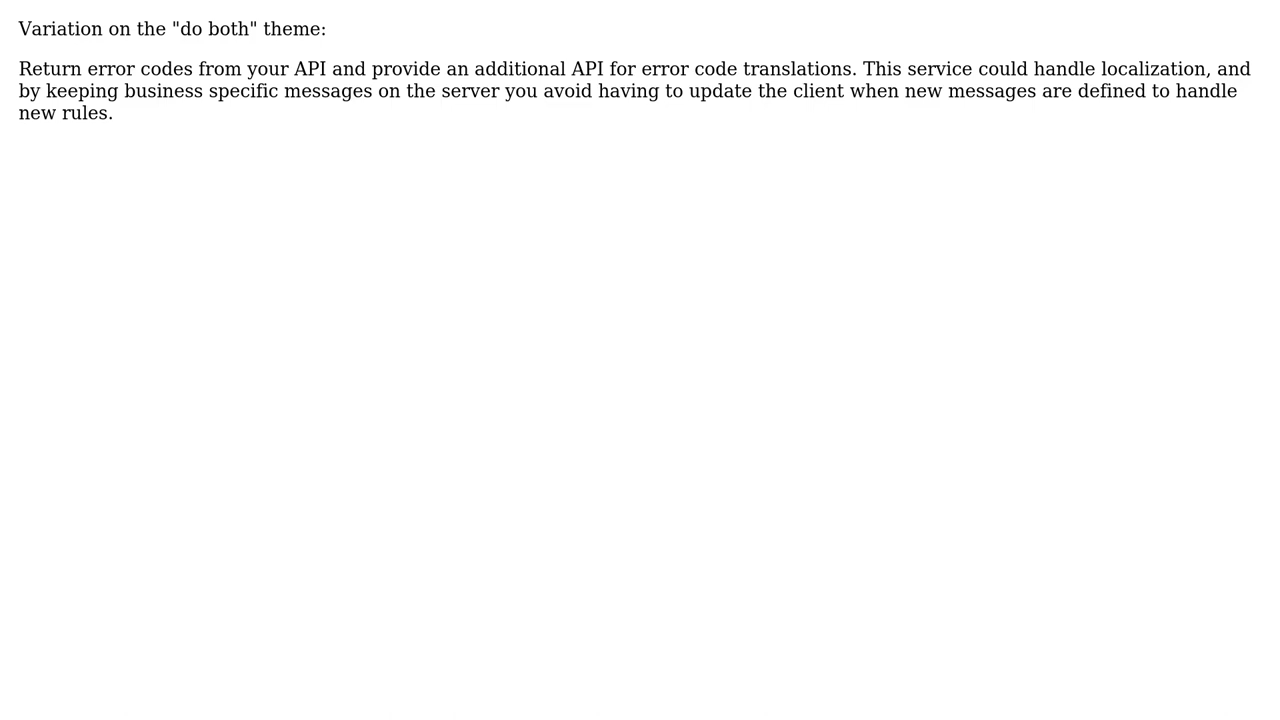 Variation on the "do both" theme:
Return error codes from your API and provide an additional API for error code translations. This service could handle localization, and
by keeping business specific messages on the server you avoid having to update the client when new messages are defined to handle
new rules.